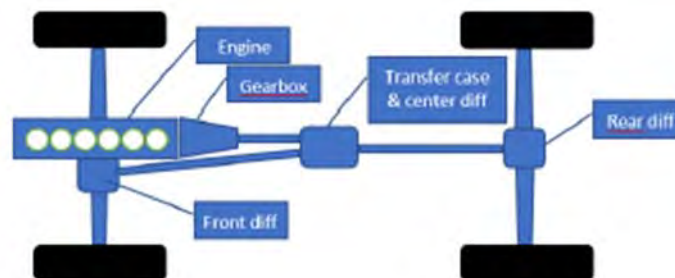 Engine
Gearbox
Transfer case
& center diff
Rear diff
Front diff